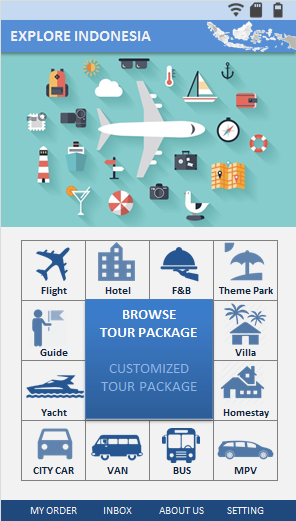 EXPLORE INDONESIA
Flight
Hotel
F&B
Theme Park
Guide
BROWSE
TOUR PACKAGE
CUSTOMIZED
TOUR PACKAGE
Villa
Yacht
Homestay
CITY CAR
VAN
BUS
MPV
MY ORDER
INBOX
ABOUT US
SETTING